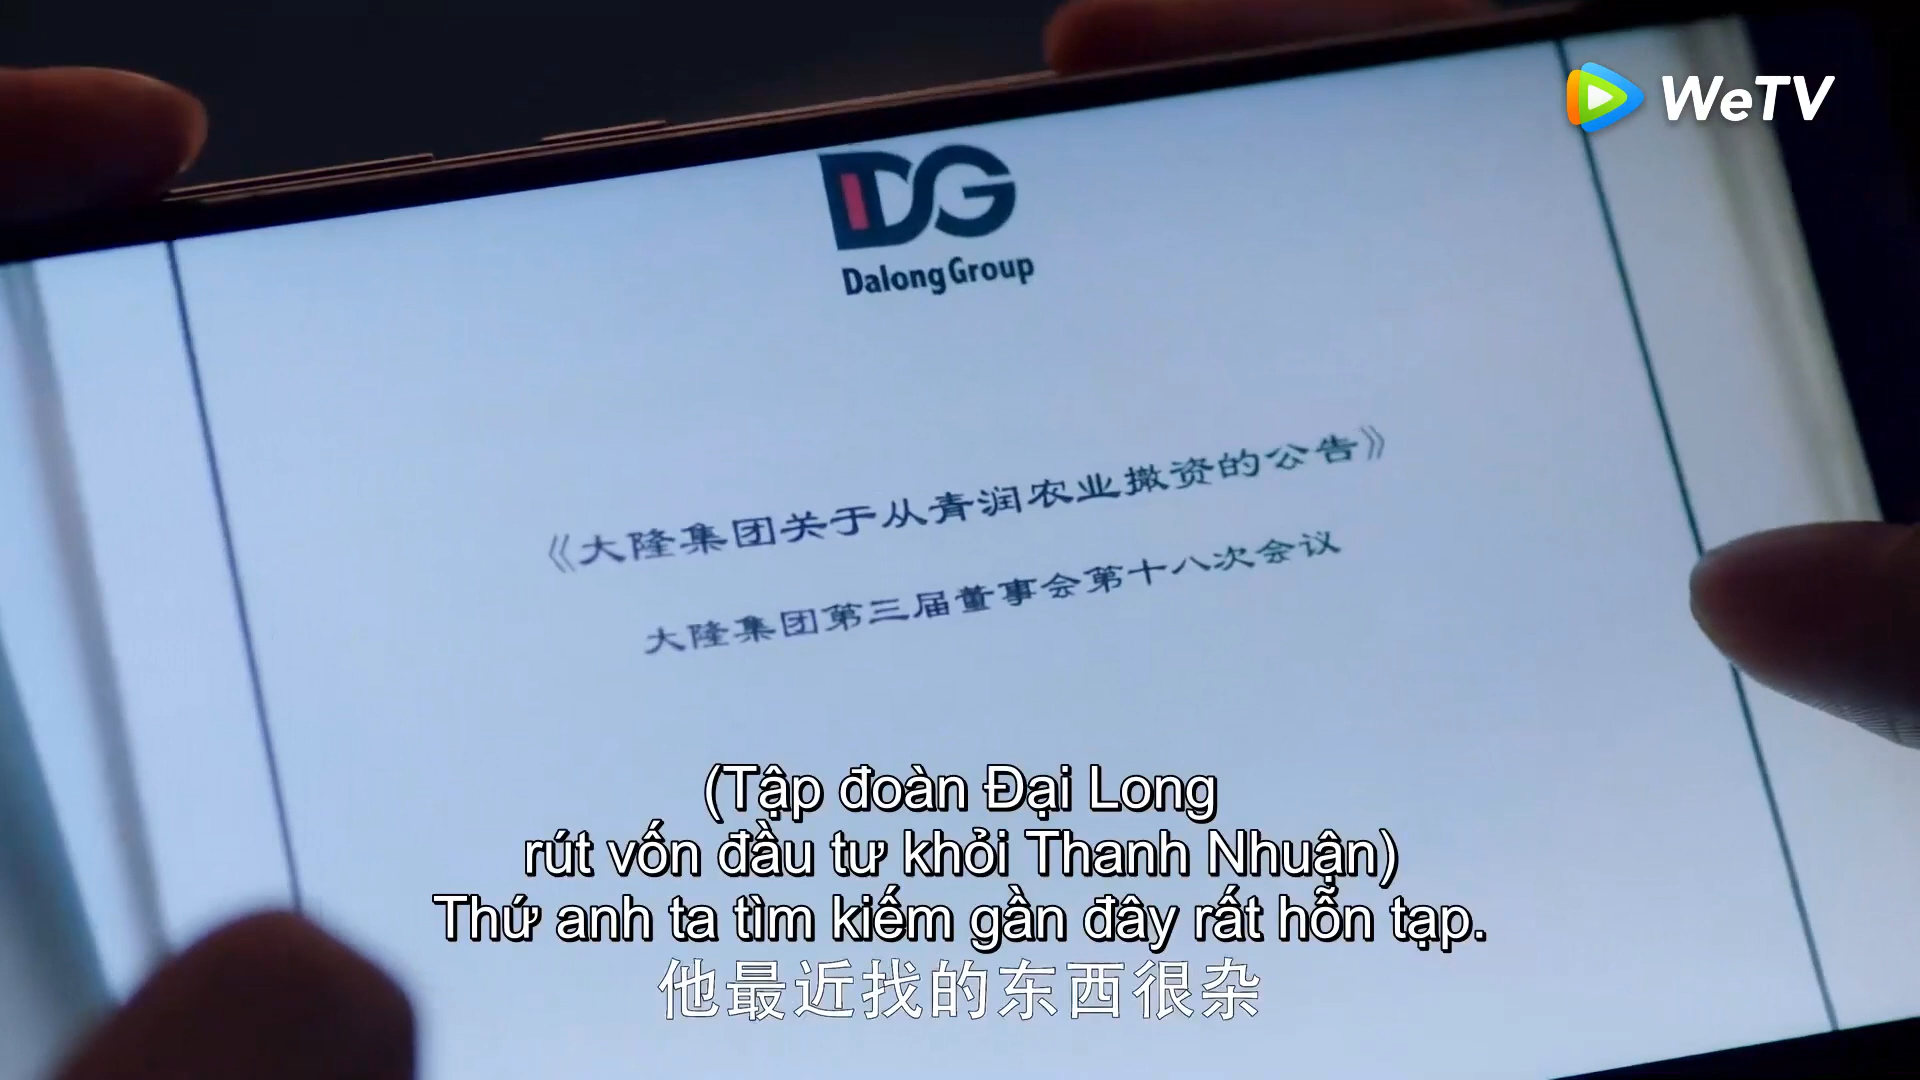 WeTV
DG
Dalong Group
《大隆集团关于从青润农业撤资的公告》
大隆集团第三届董事会第十八次会议
(Tập đoàn Đại Long
rút vốn đầu tư khỏi Thanh Nhuận)
Thứ anh ta tìm kiếm gần đây rất hỗn tạp.
他最近找的东西很杂